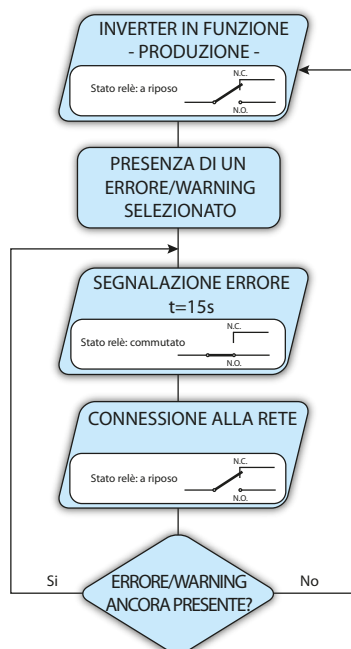 INVERTER IN FUNZIONE
- PRODUZIONE -
N.C.
Stato relè: a riposo
N.O.
PRESENZA DI UN
ERRORE/WARNING
SELEZIONATO
SEGNALAZIONE ERRORE
t=15s
N.C.
Stato relè: commutato
N.O.
CONNESSIONE ALLA RETE
N.C.
Stato relè: a riposo
N.O.
Si
ERRORE/WARNING
ANCORA PRESENTE?
No